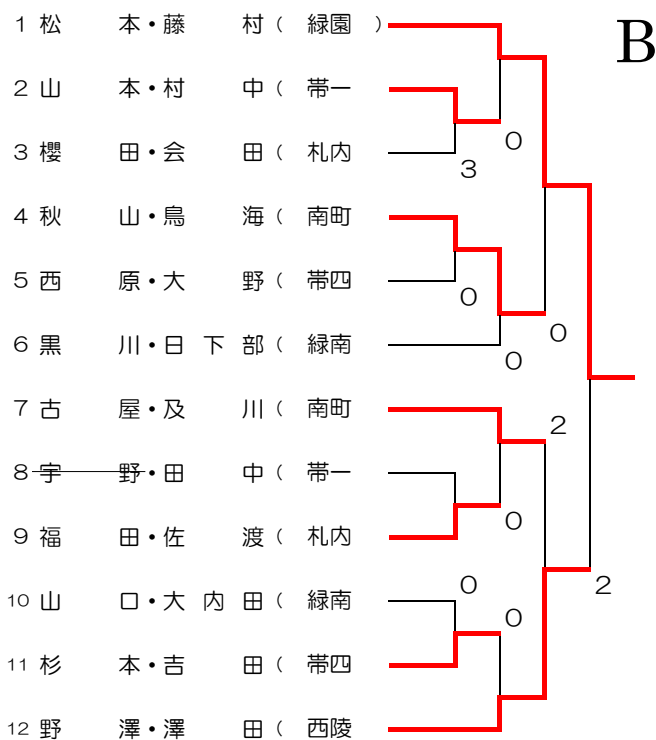 B
1 松 本・藤 村 ( 緑園 )
2 山 本・村 中 ( 帯一
3 櫻 田・会 田 ( 札内
0
3
4 秋 山・鳥 海 ( 南町
5 西 原・大 野 ( 帯四
0
0
6 黒 川・日 下 部 ( 緑南
0
7 古 屋・及 川 ( 南町
2
8 宇 野・田 中 ( 帯一
9 福 田・佐 渡 ( 札内
0
10 山 口・大 内 田 ( 緑南
0
2
0
11 杉 本・吉 田 ( 帯四
12 野 澤・澤 田 ( 西陵